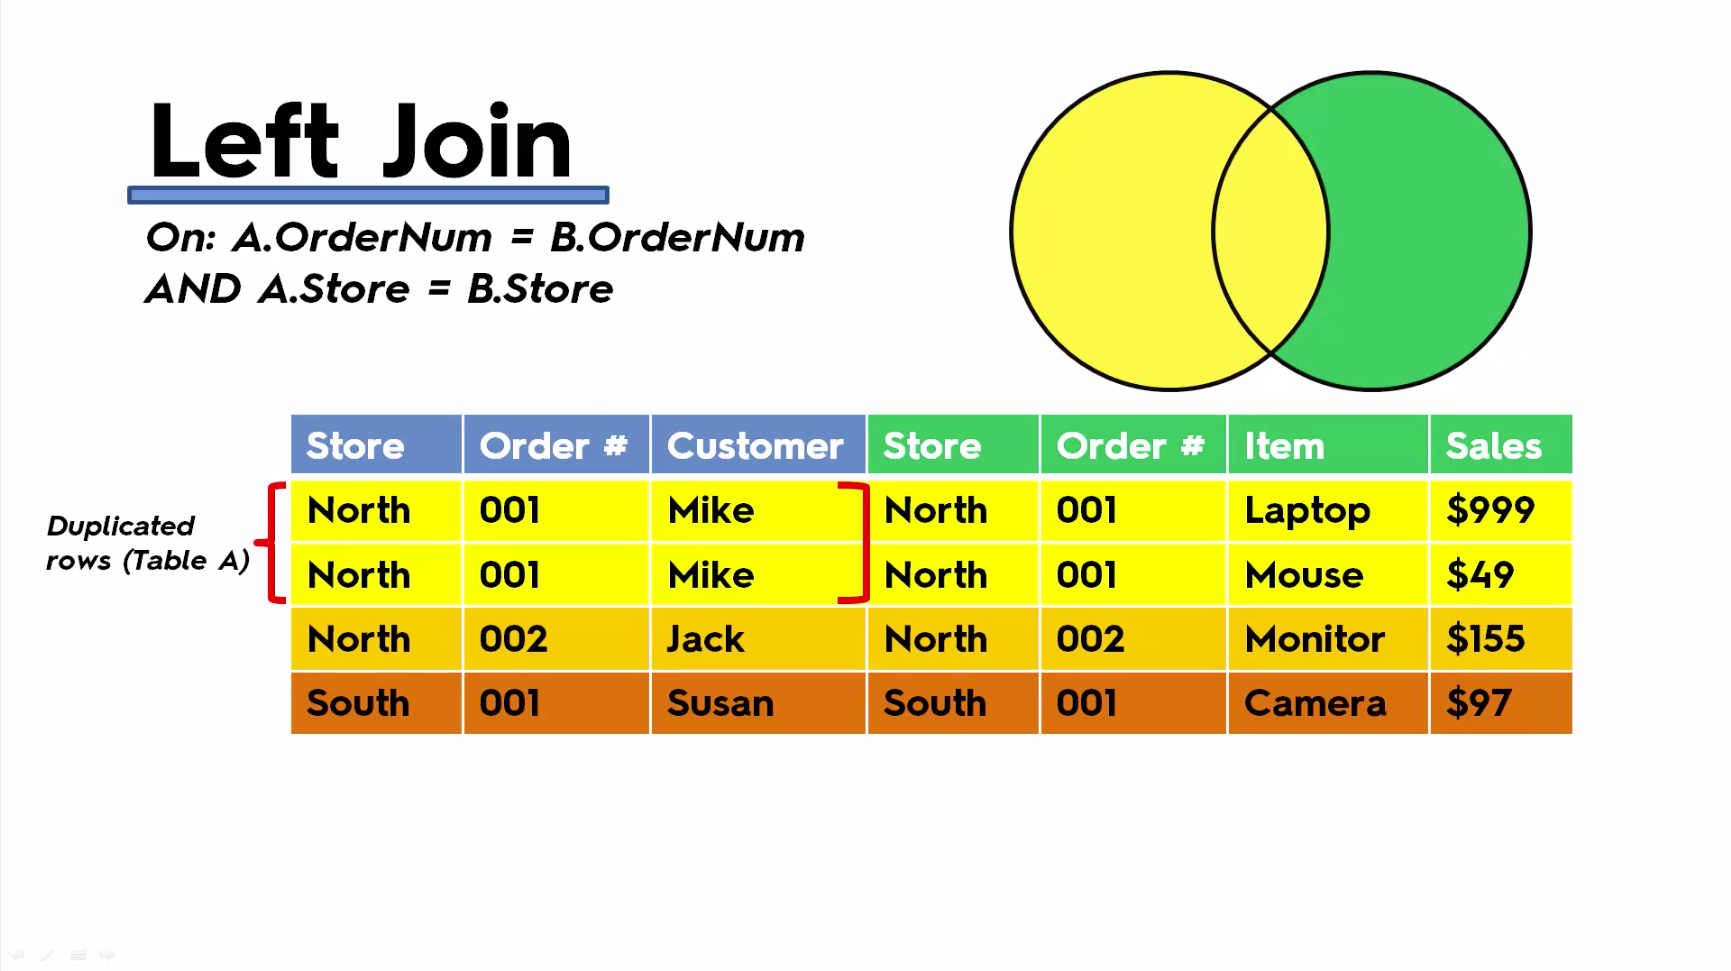 Left Join
On: A.OrderNum = B.OrderNum
AND A.Store = B.Store
Store Order # Customer Store Order # Item Sales
Duplicated
rows (Table A)
North 001 Mike North 001 Laptop $999
North 001 Mike North 001 Mouse $49
North 002 Jack North 002 Monitor $155
South 001 Susan South 001 Camera $97